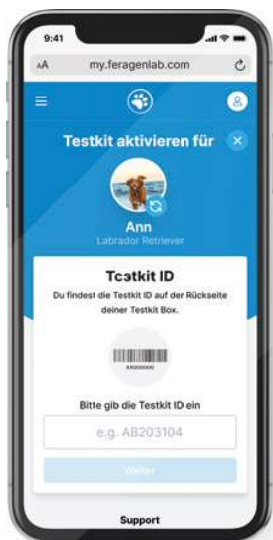 9:41
AA my.feragenlab.com
Testkit aktivieren für
Ann
Labrador Retriever
Testkit ID
Du findest die Testkit ID auf der Rückseite
deiner Testkit Box.
Bitte gib die Testkit ID ein
e.g. AB203104
Weiter
Support